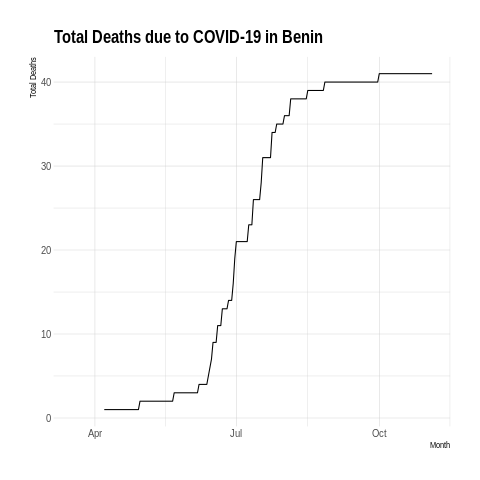 Total Deaths due to COVID-19 in Benin
Total Deaths
40
30
20
10
0
Apr
Jul
Oct
Month